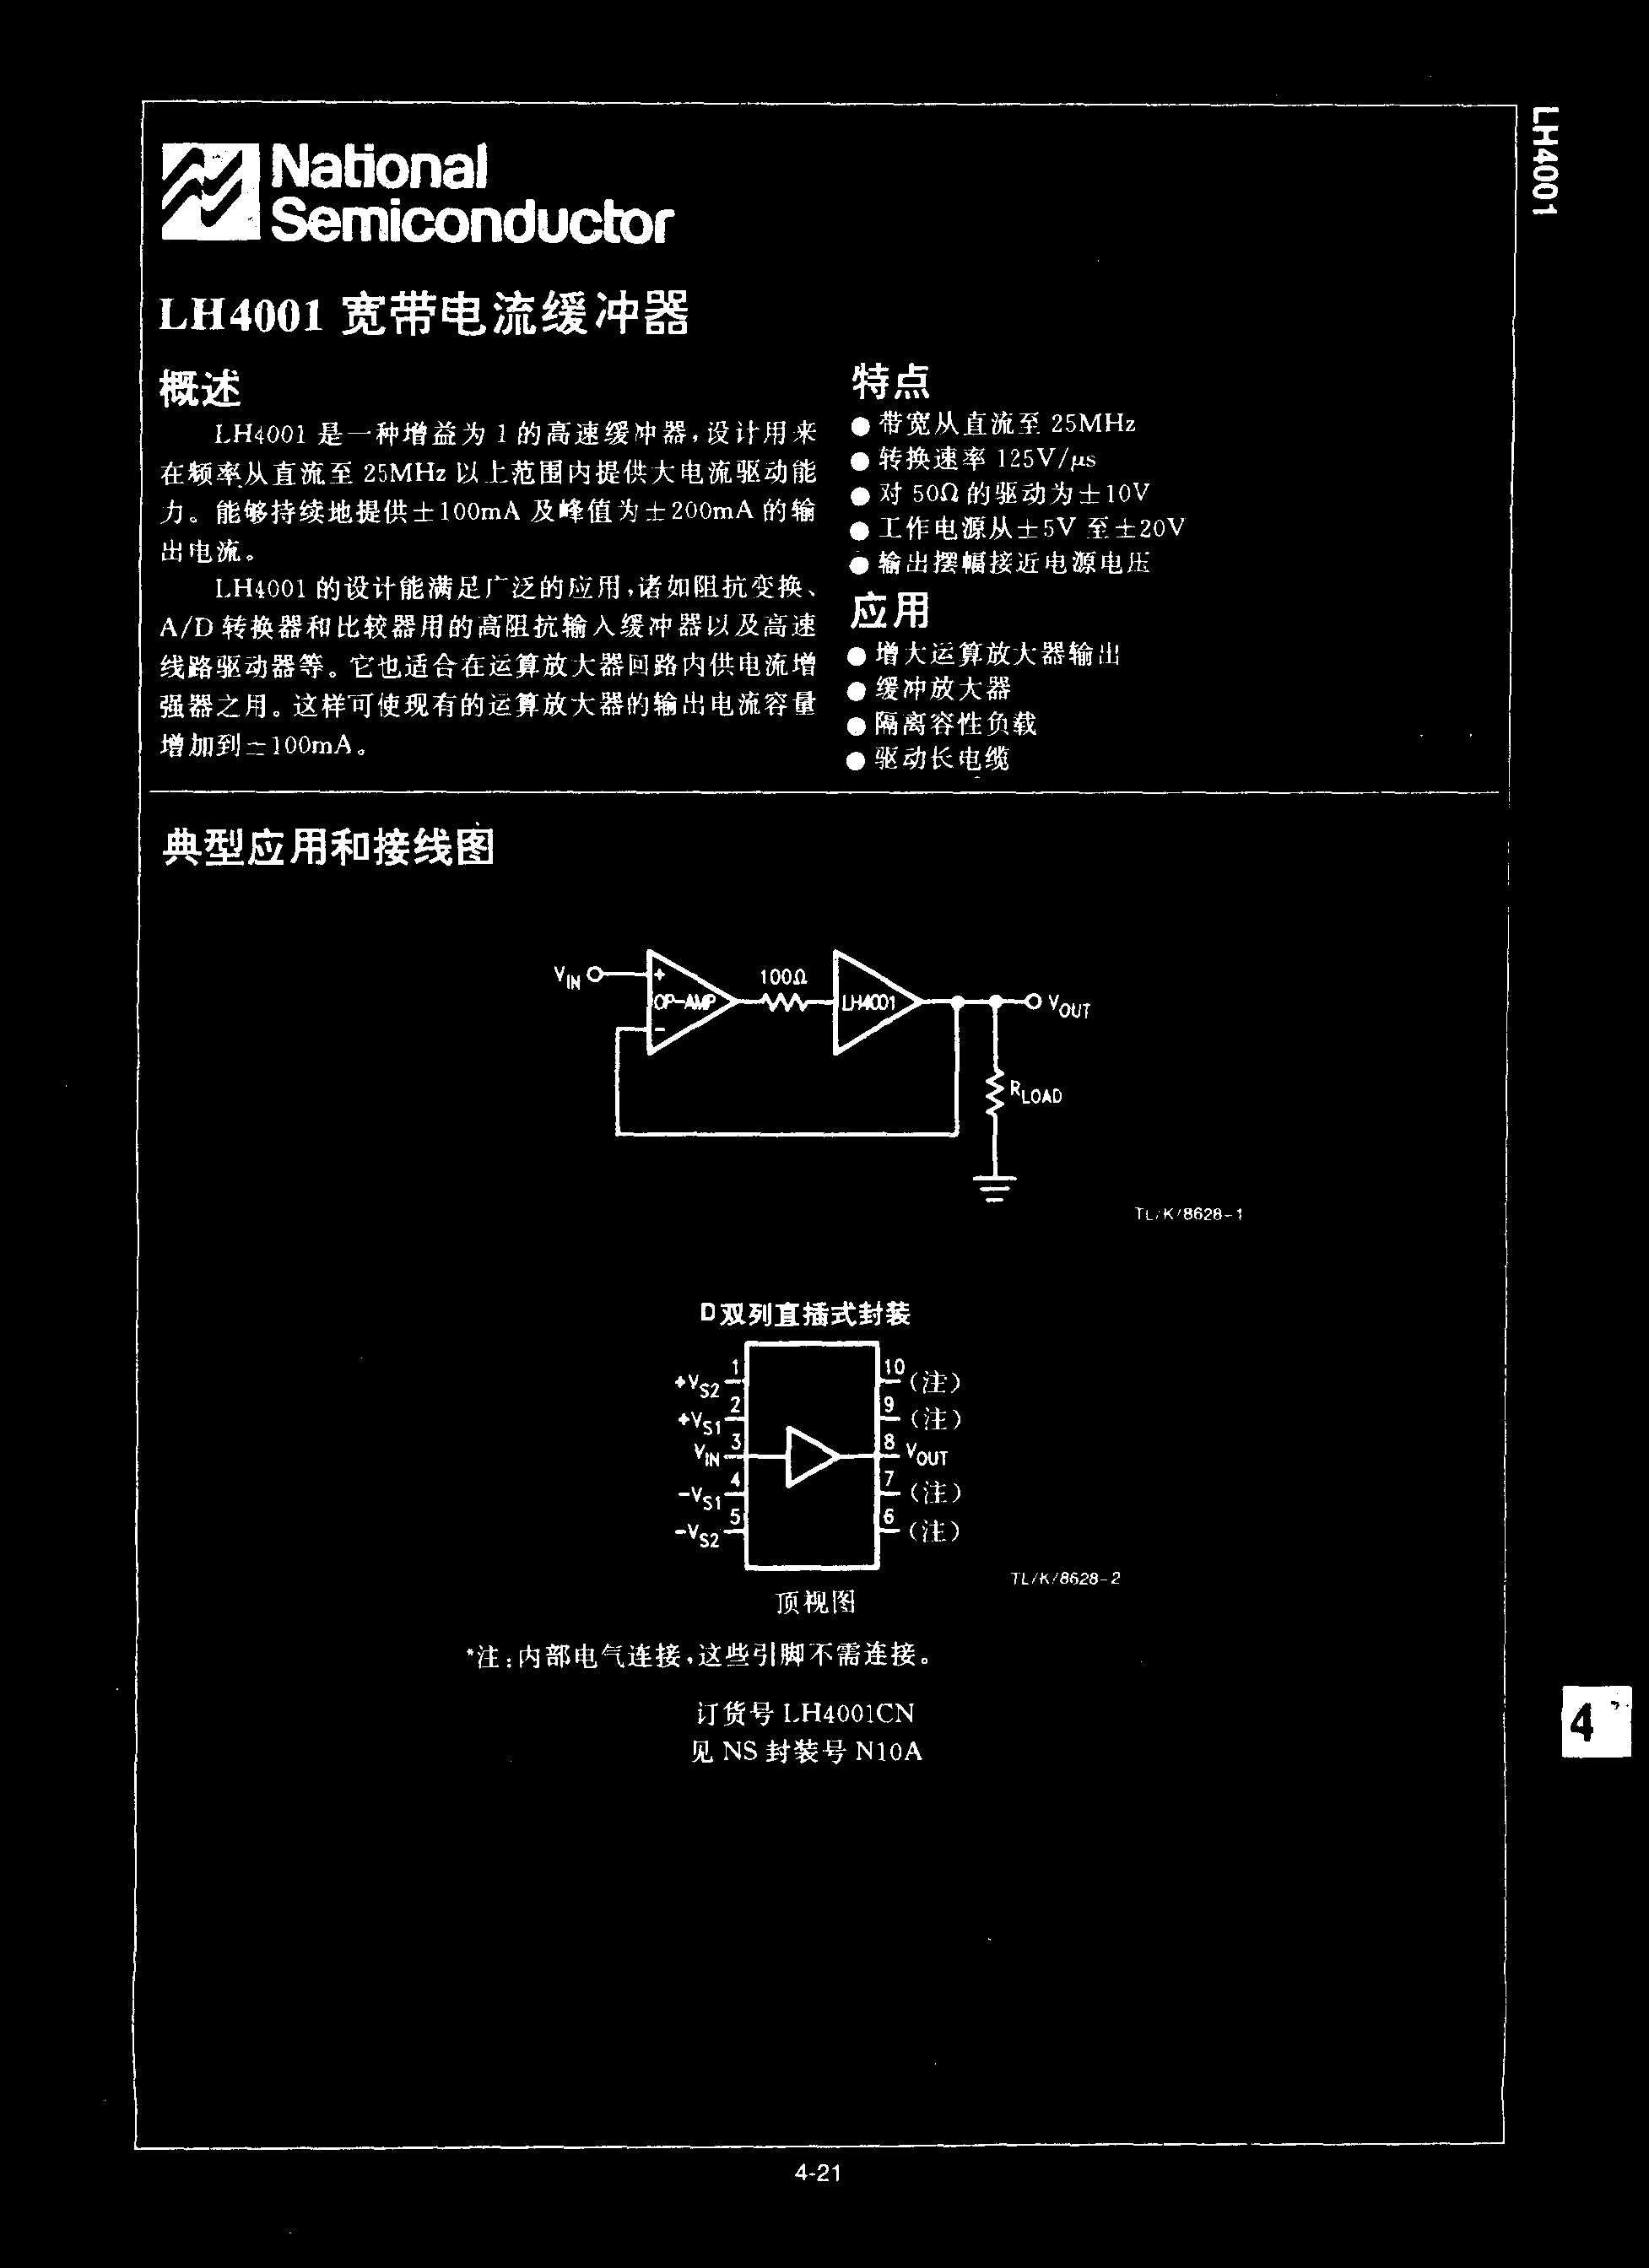 LH4001
National
Semiconductor
LH4001 宽带电流缓冲器
概述
LH4001 是一种增益为 1 的高速缓冲器,设计用来
在频率从直流至 25MHz 以上范围内提供大电流驱动能
力。能够持续地提供±100mA 及峰值为±200mA 的输
出电流。
LH4001 的设计能满足广泛的应用,诸如阻抗变换、
A/D 转换器和比较器用的高阻抗输入缓冲器以及高速
线路驱动器等。它也适合在运算放大器回路内供电流增
强器之用。这样可使现有的运算放大器的输出电流容量
增加到±100mA。
特点
● 带宽从直流至 25MHz
● 转换速率 125V/μs
● 对 50Ω 的驱动为±10V
● 工作电源从±5V 至±20V
● 输出摆幅接近电源电压
应用
● 增大运算放大器输出
● 缓冲放大器
● 隔离容性负载
● 驱动长电缆
典型应用和接线图
VIN
+
OP-AMP
-
100Ω
LH4001
VOUT
RLOAD
TL/K/8628-1
D双列直插式封装
+VS2 1
+VS1 2
VIN 3
-VS1 4
-VS2 5
10 (注)
9 (注)
8 VOUT
7 (注)
6 (注)
TL/K/8628-2
顶视图
*注:内部电气连接,这些引脚不需连接。
订货号 LH4001CN
见 NS 封装号 N10A
4
4-21